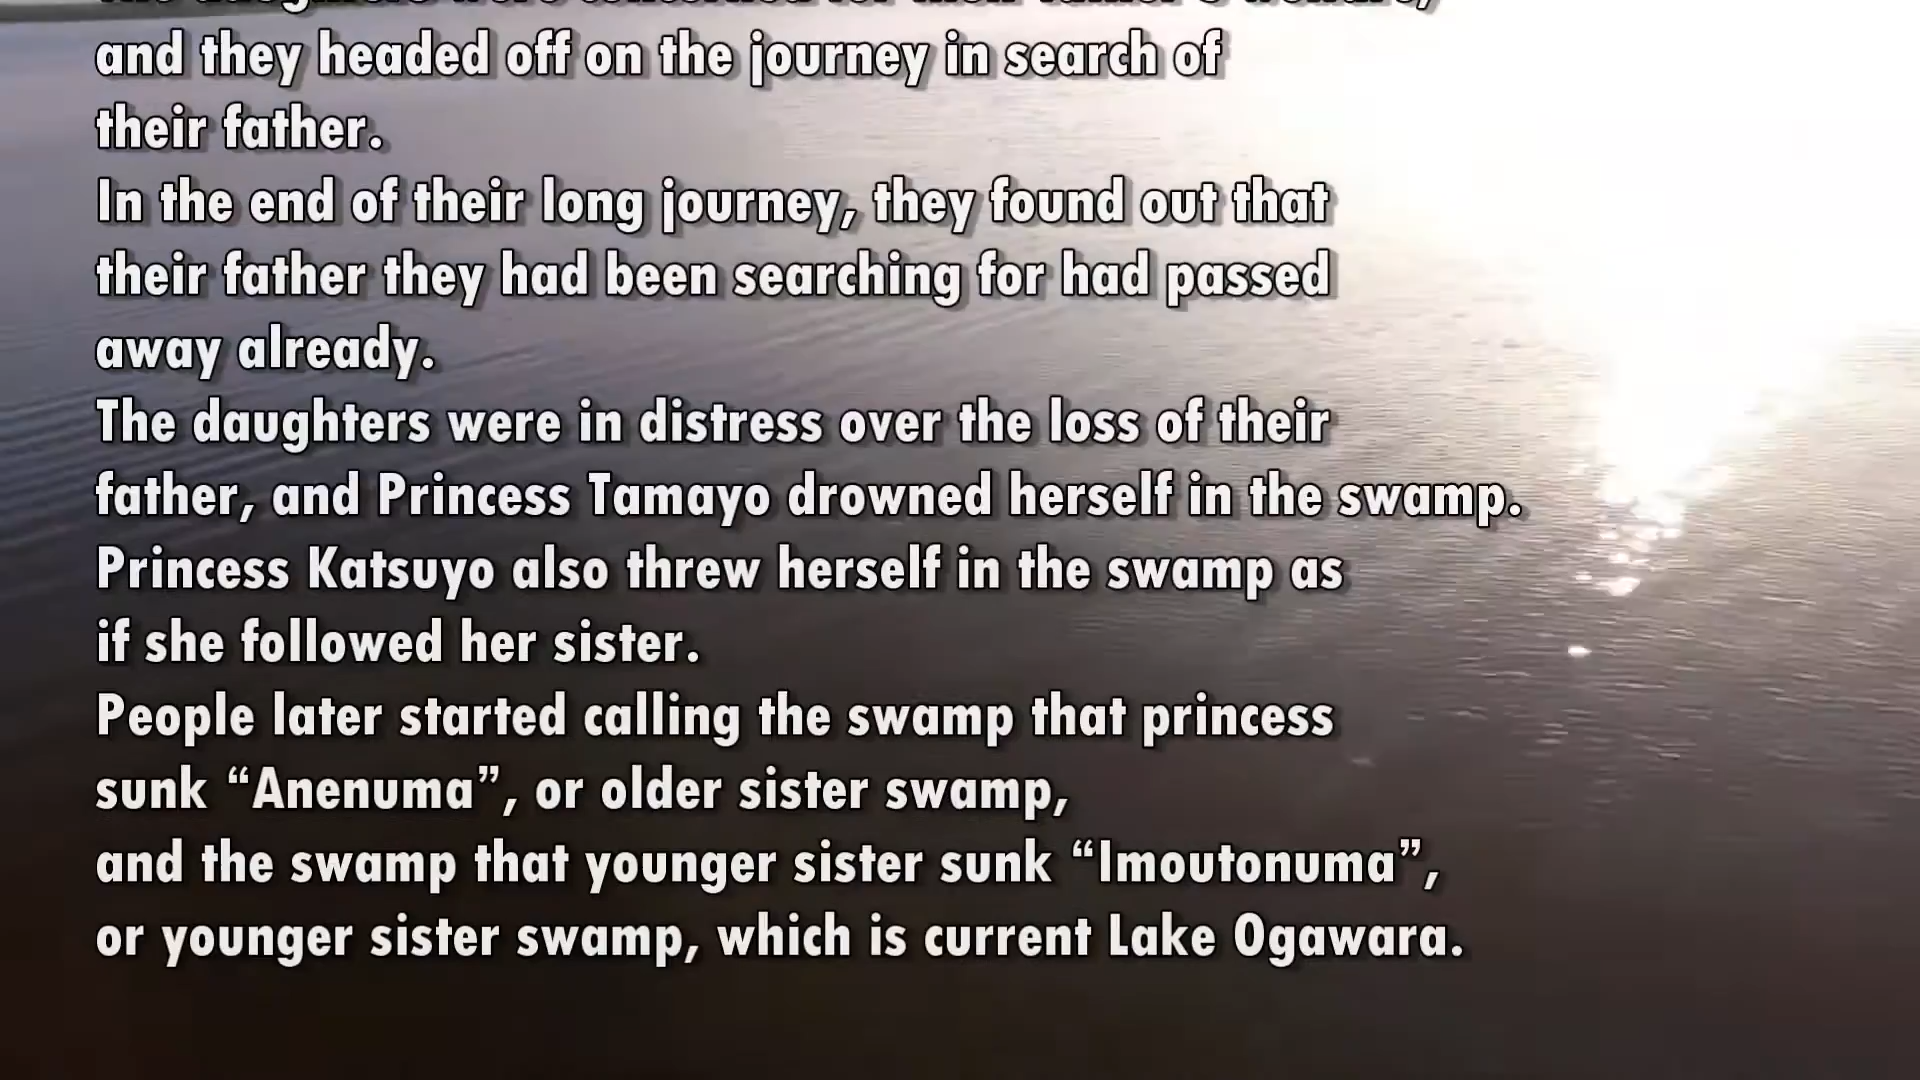 and they headed off on the journey in search of
their father.
In the end of their long journey, they found out that
their father they had been searching for had passed
away already.
The daughters were in distress over the loss of their
father, and Princess Tamayo drowned herself in the swamp.
Princess Katsuyo also threw herself in the swamp as
if she followed her sister.
People later started calling the swamp that princess
sunk “Anenuma”, or older sister swamp,
and the swamp that younger sister sunk “Imoutonuma”,
or younger sister swamp, which is current Lake Ogawara.